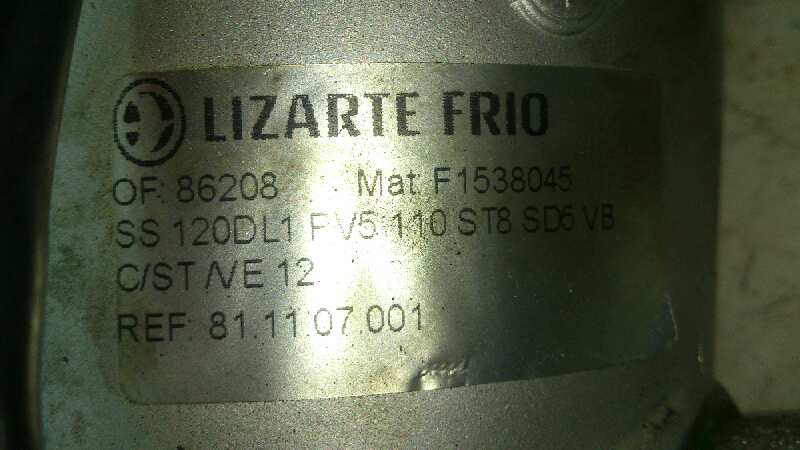 LIZARTE FRIO
OF: 86208 Mat. F1538045
SS 120DL1 PV5 110 ST8 SD5 VB
C/ST /VE 12
REF: 81.11.07.001